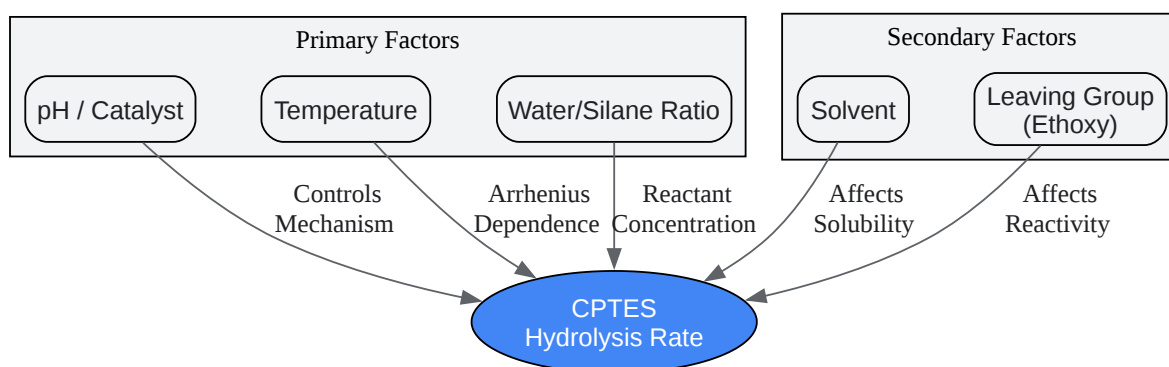 Primary Factors
Secondary Factors
pH / Catalyst
Temperature
Water/Silane Ratio
Solvent
Leaving Group
(Ethoxy)
Controls
Mechanism
Arrhenius
Dependence
Reactant
Concentration
Affects
Solubility
Affects
Reactivity
CPTES
Hydrolysis Rate